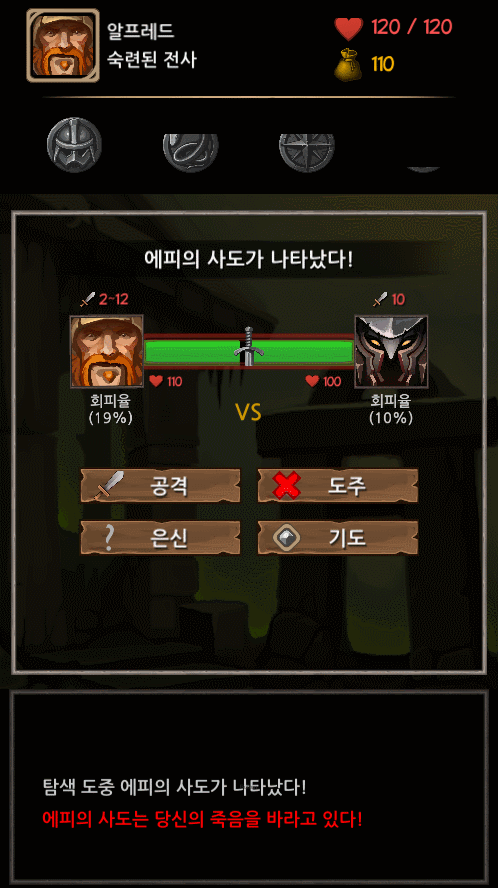 알프레드
120 / 120
숙련된 전사
110
에피의 사도가 나타났다!
2~12
10
110
100
회피율
(19%)
VS
회피율
(10%)
공격
도주
은신
기도
탐색 도중 에피의 사도가 나타났다!
에피의 사도는 당신의 죽음을 바라고 있다!